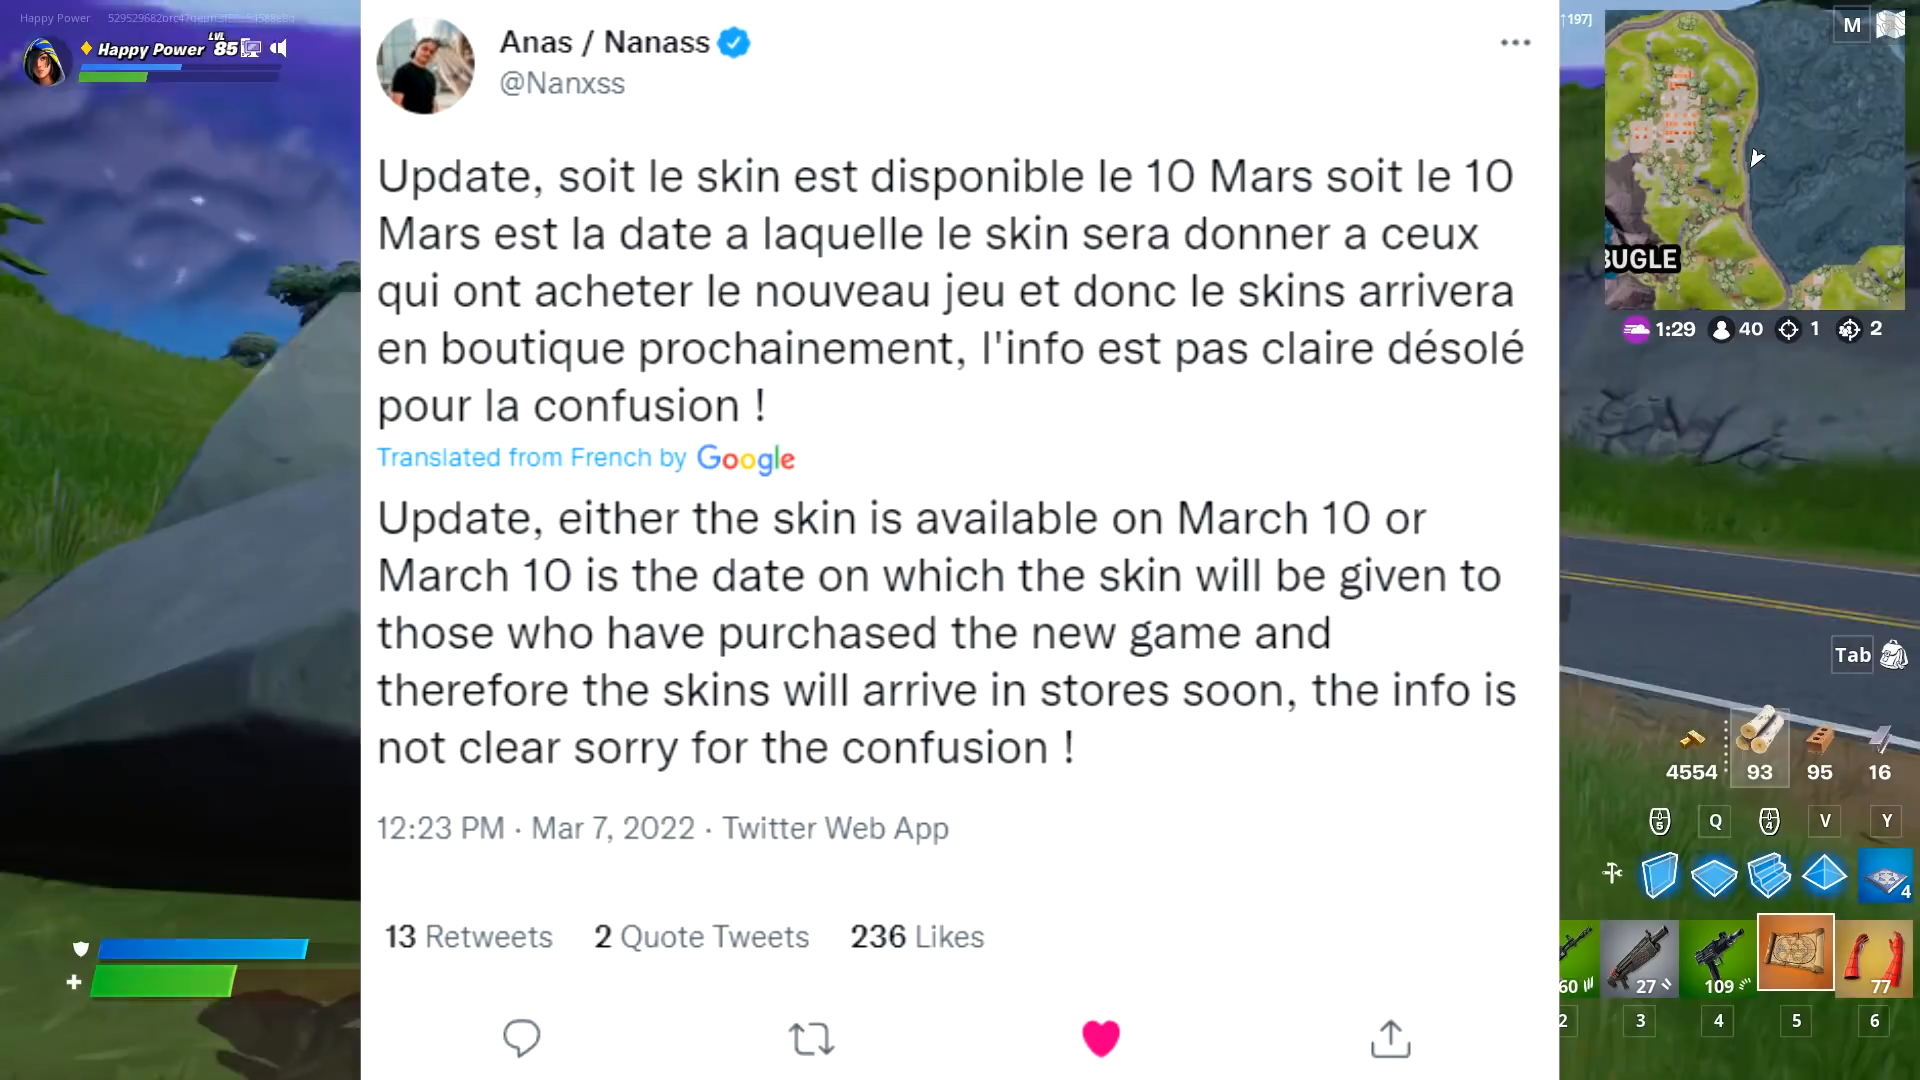 Happy Power
Happy Power LVL 85
Anas / Nanass
@Nanxss
Update, soit le skin est disponible le 10 Mars soit le 10
Mars est la date a laquelle le skin sera donner a ceux
qui ont acheter le nouveau jeu et donc le skins arrivera
en boutique prochainement, l'info est pas claire désolé
pour la confusion !
Translated from French by Google
Update, either the skin is available on March 10 or
March 10 is the date on which the skin will be given to
those who have purchased the new game and
therefore the skins will arrive in stores soon, the info is
not clear sorry for the confusion !
12:23 PM · Mar 7, 2022 · Twitter Web App
13 Retweets 2 Quote Tweets 236 Likes
197]
M
BUGLE
1:29 40 1 2
Tab
4554 93 95 16
5 Q 4 V Y
4
60 27 109 77
2 3 4 5 6